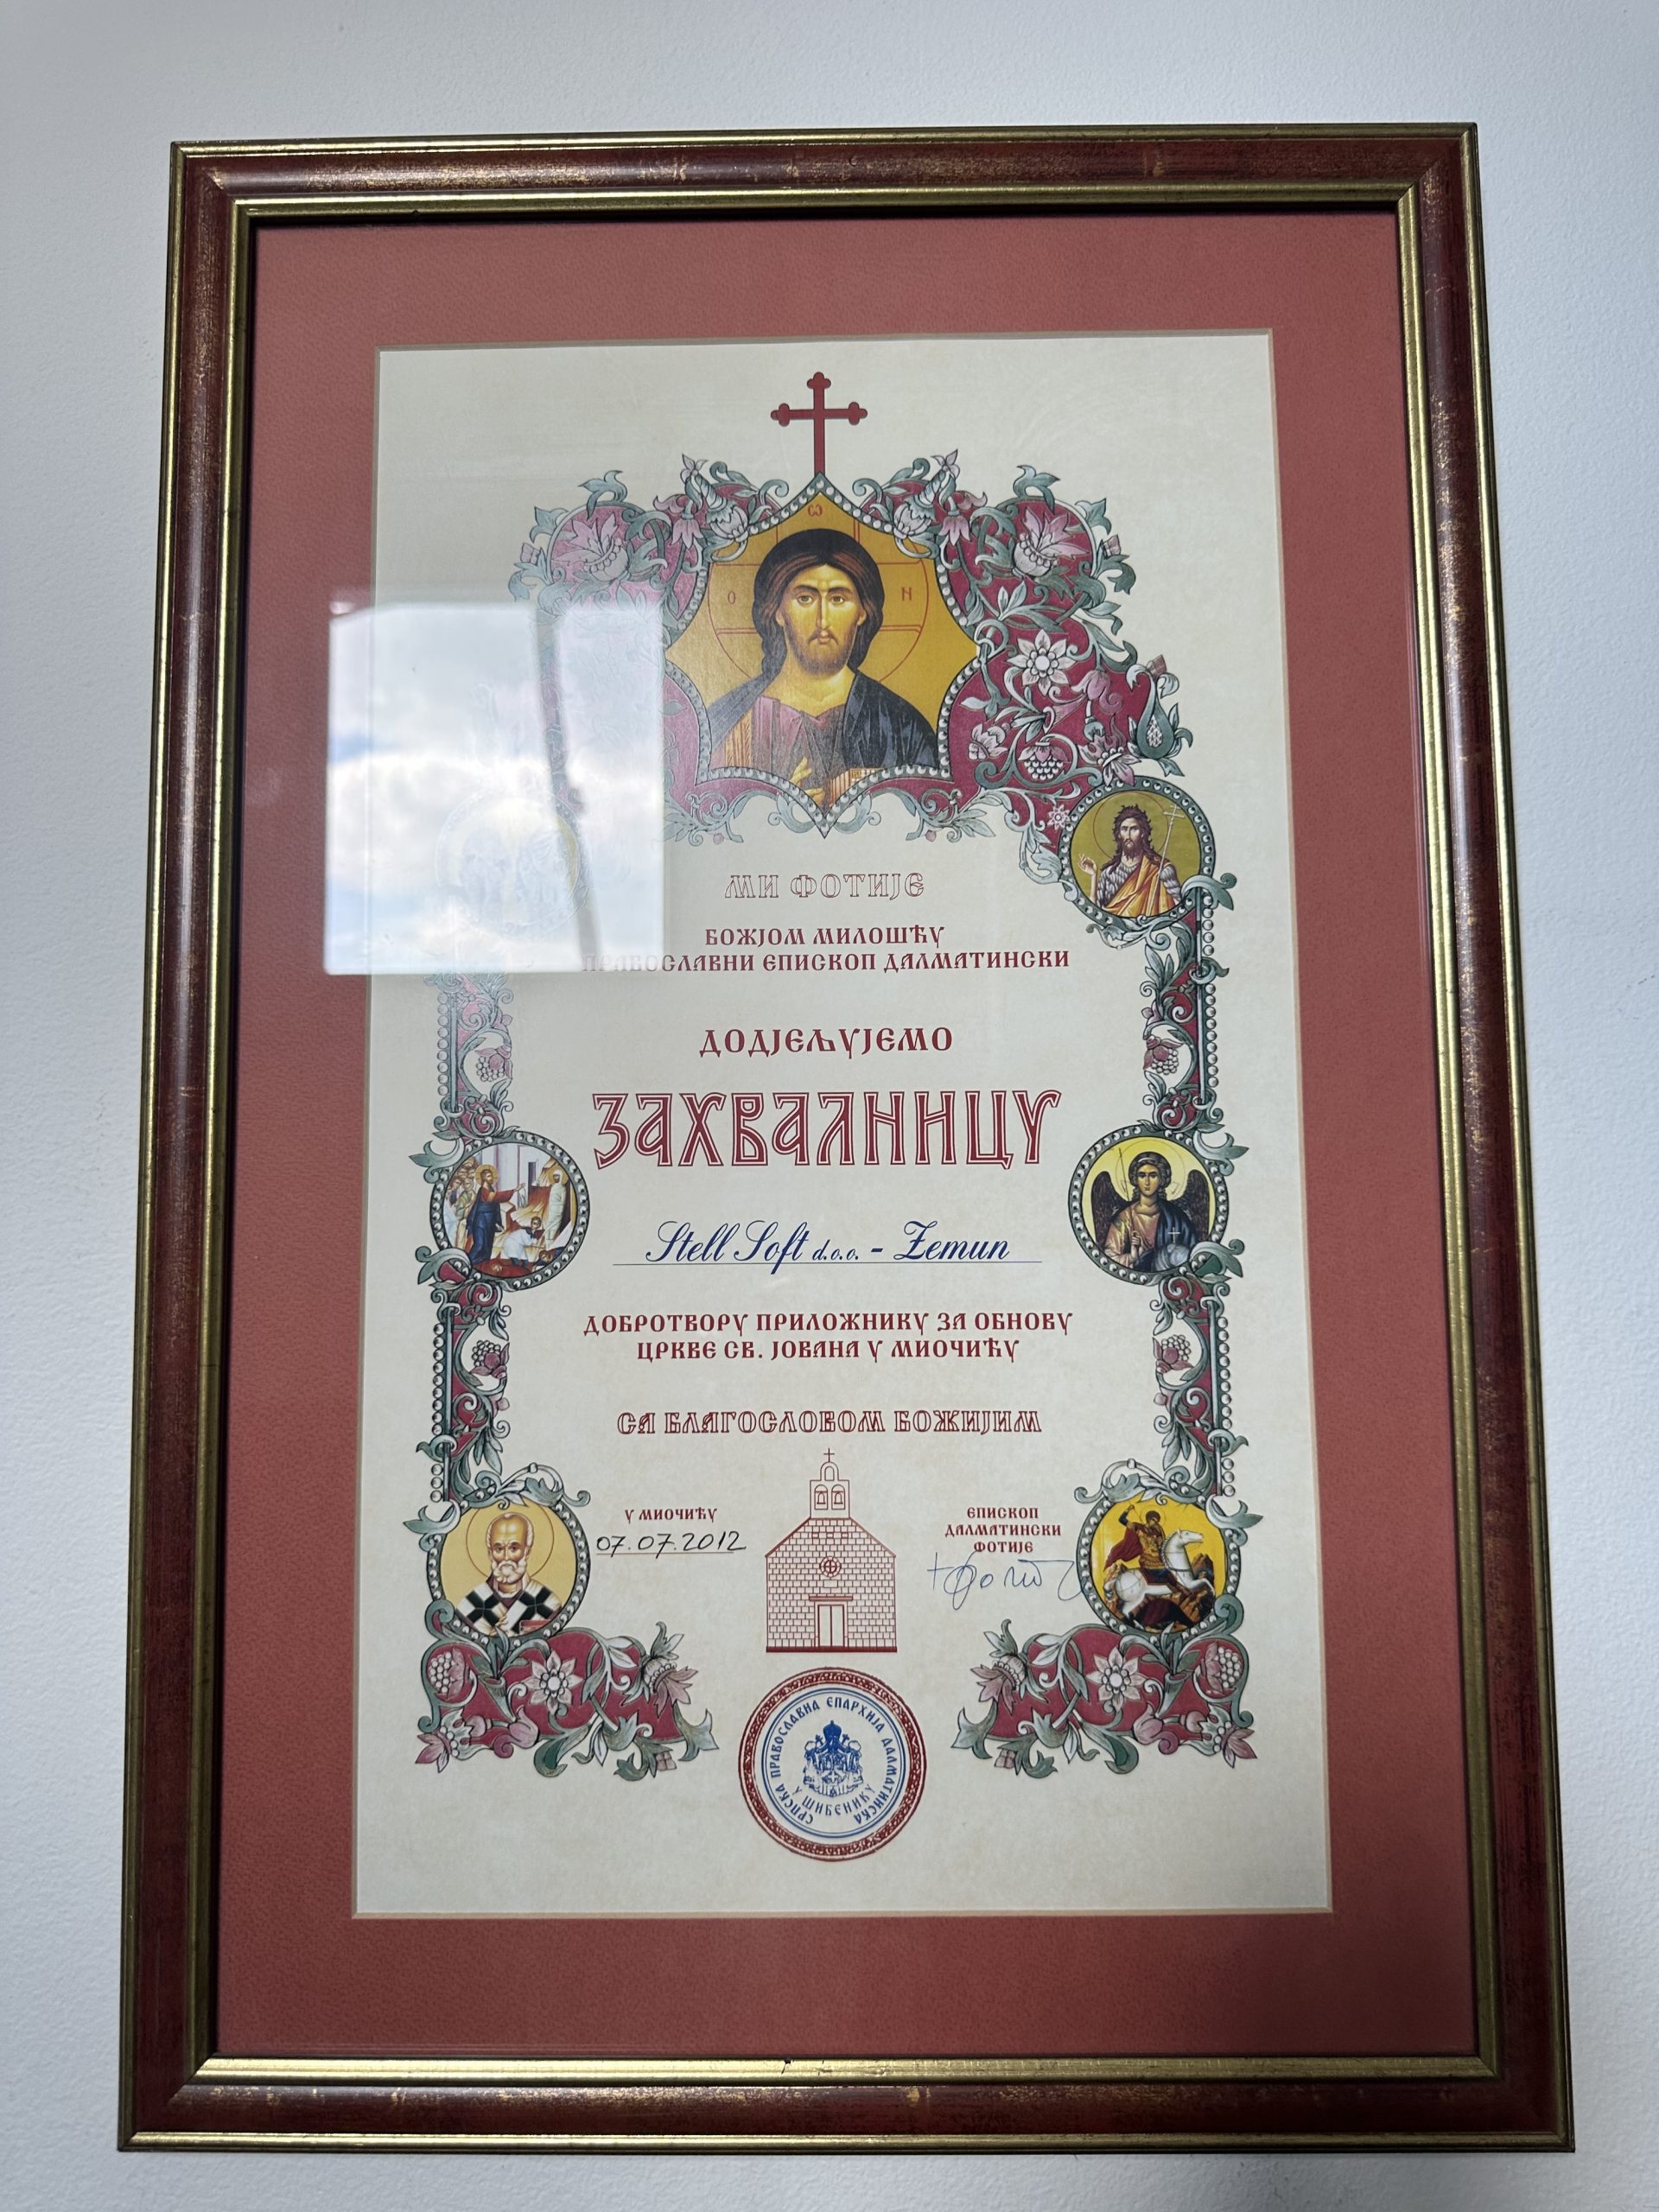 ѠОН
МИ ФОТИЈЕ
БОЖЈОМ МИЛОШЋУ
ПРАВОСЛАВНИ ЕПИСКОП ДАЛМАТИНСКИ
ДОДЈЕЉУЈЕМО
ЗАХВАЛНИЦУ
Stell Soft d.o.o. - Zemun
ДОБРОТВОРУ ПРИЛОЖНИКУ ЗА ОБНОВУ
ЦРКВЕ СВ. ЈОВАНА У МИОЧИЋУ
СА БЛАГОСЛОВОМ БОЖИЈИМ
У МИОЧИЋУ
07.07.2012
ЕПИСКОП
ДАЛМАТИНСКИ
ФОТИЈЕ
СРПСКА ПРАВОСЛАВНА ЕПАРХИЈА ДАЛМАТИНСКА
У ШИБЕНИКУ